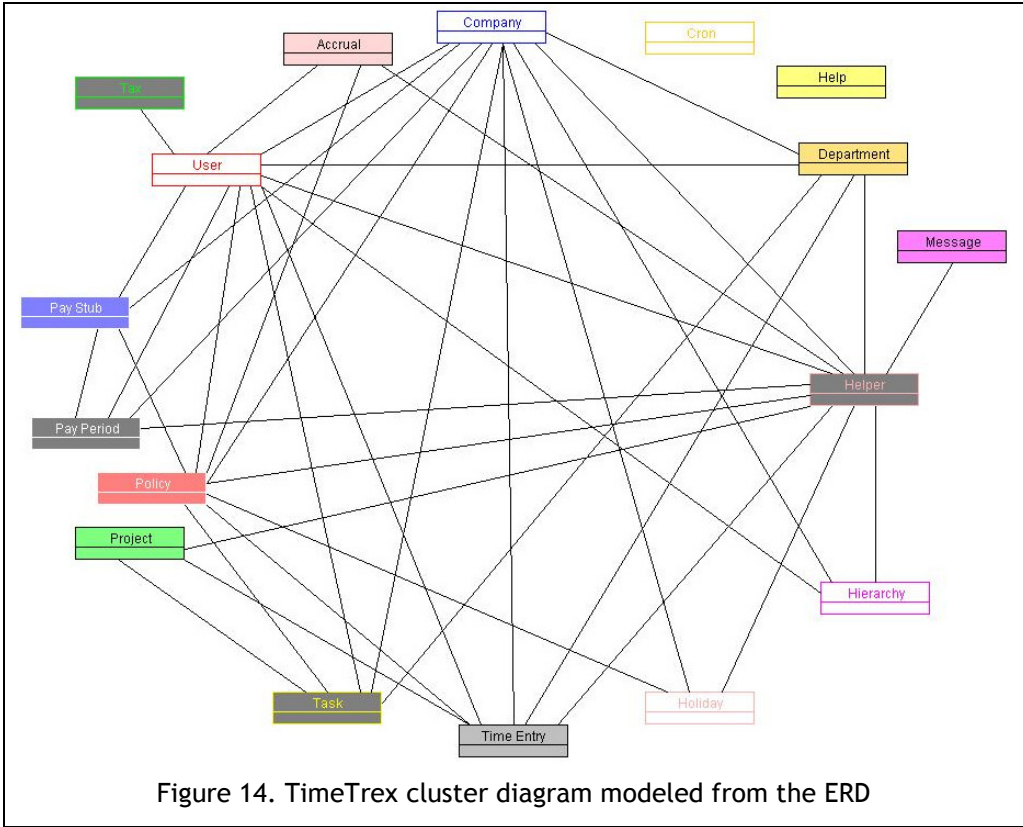 Company
Cron
Accrual
Help
Tax
Department
User
Message
Pay Stub
Helper
Pay Period
Policy
Project
Hierarchy
Task
Holiday
Time Entry
Figure 14. TimeTrex cluster diagram modeled from the ERD